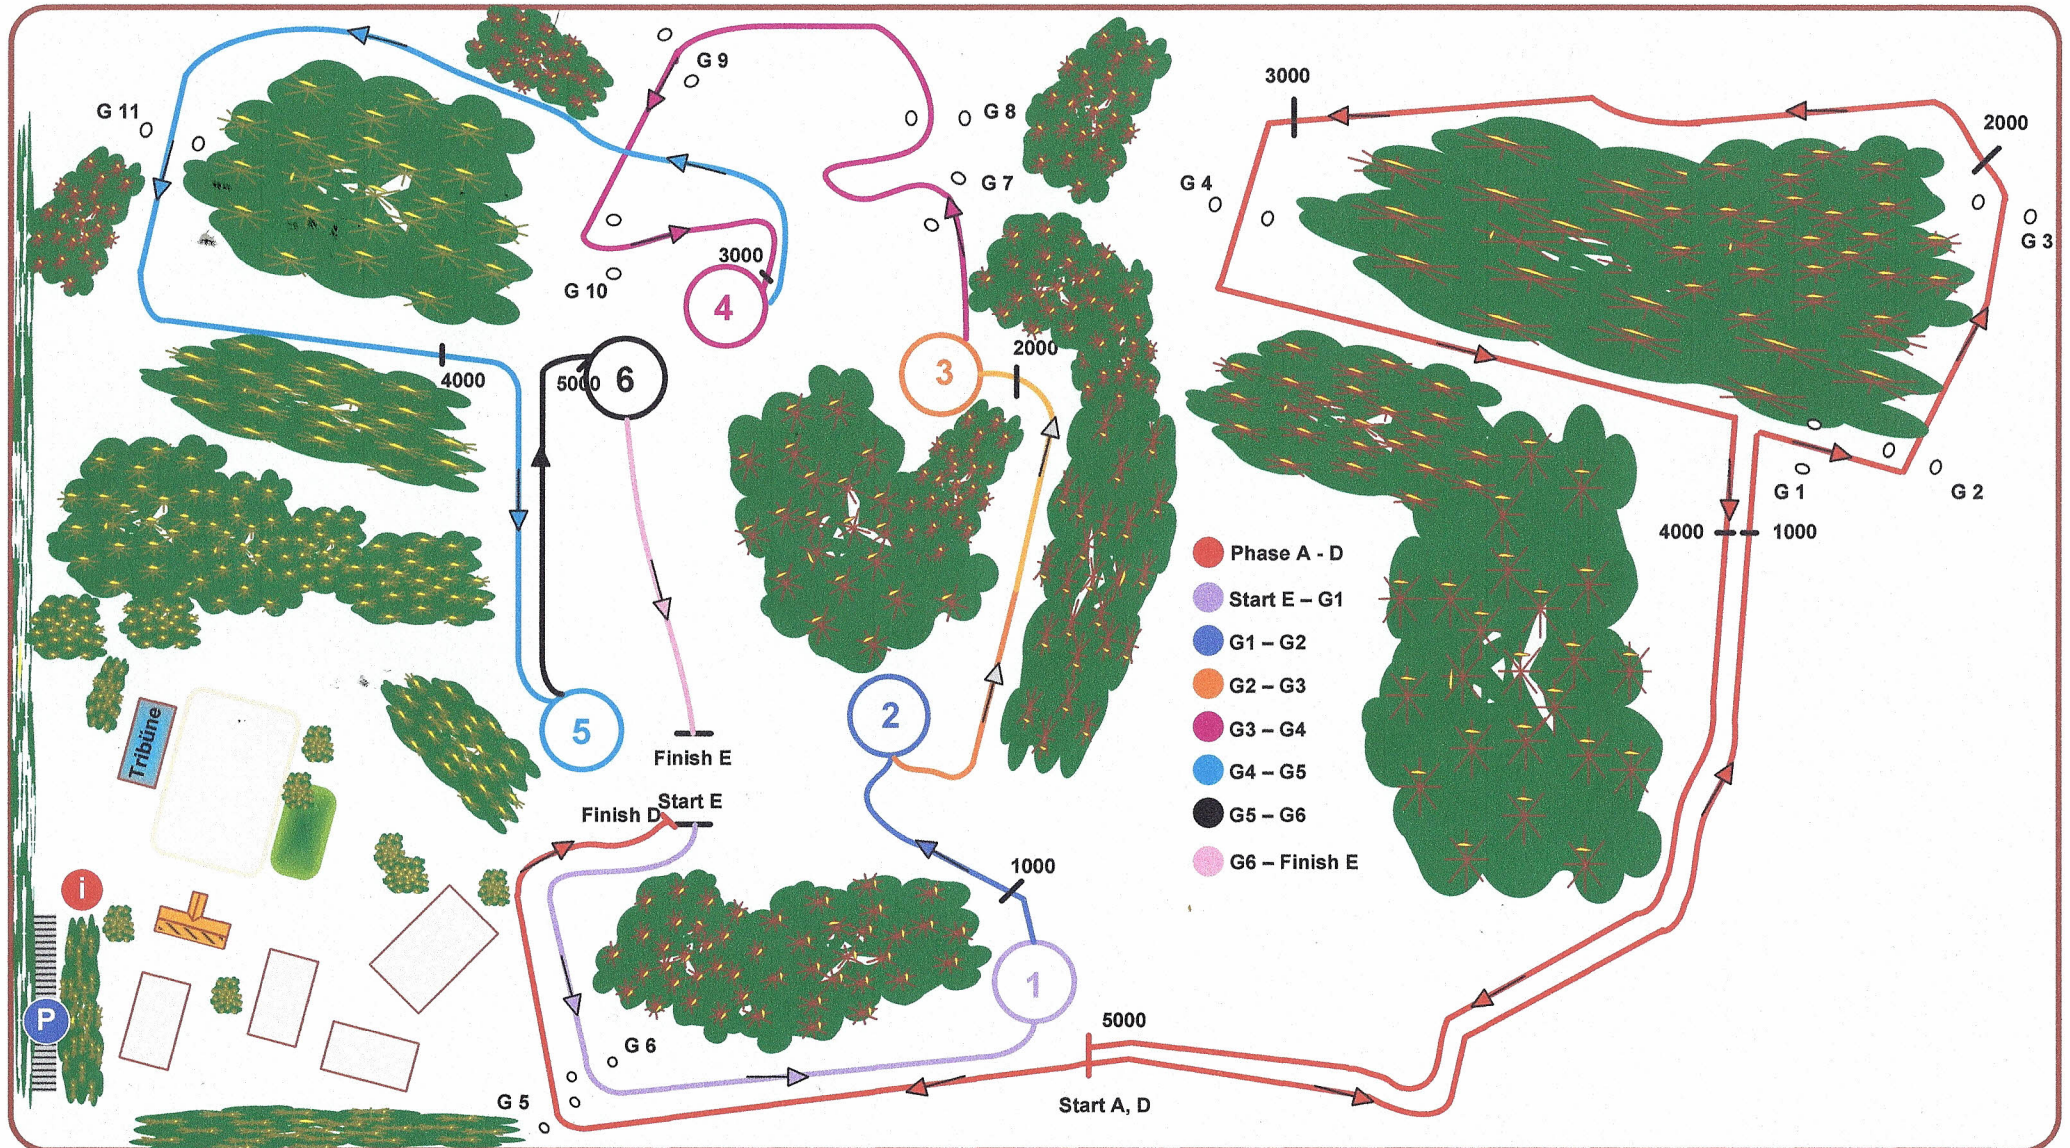 G 9
3000
G 11
G 8
2000
G 7
G 4
G 3
3000
G 10
4
2000
3
4000
5000
6
G 1
G 2
4000
1000
Phase A - D
Start E – G1
G1 – G2
G2 – G3
G3 – G4
G4 – G5
G5 – G6
G6 – Finish E
2
5
Tribüne
Finish E
Start E
Finish D
1000
i
1
P
5000
G 6
G 5
Start A, D